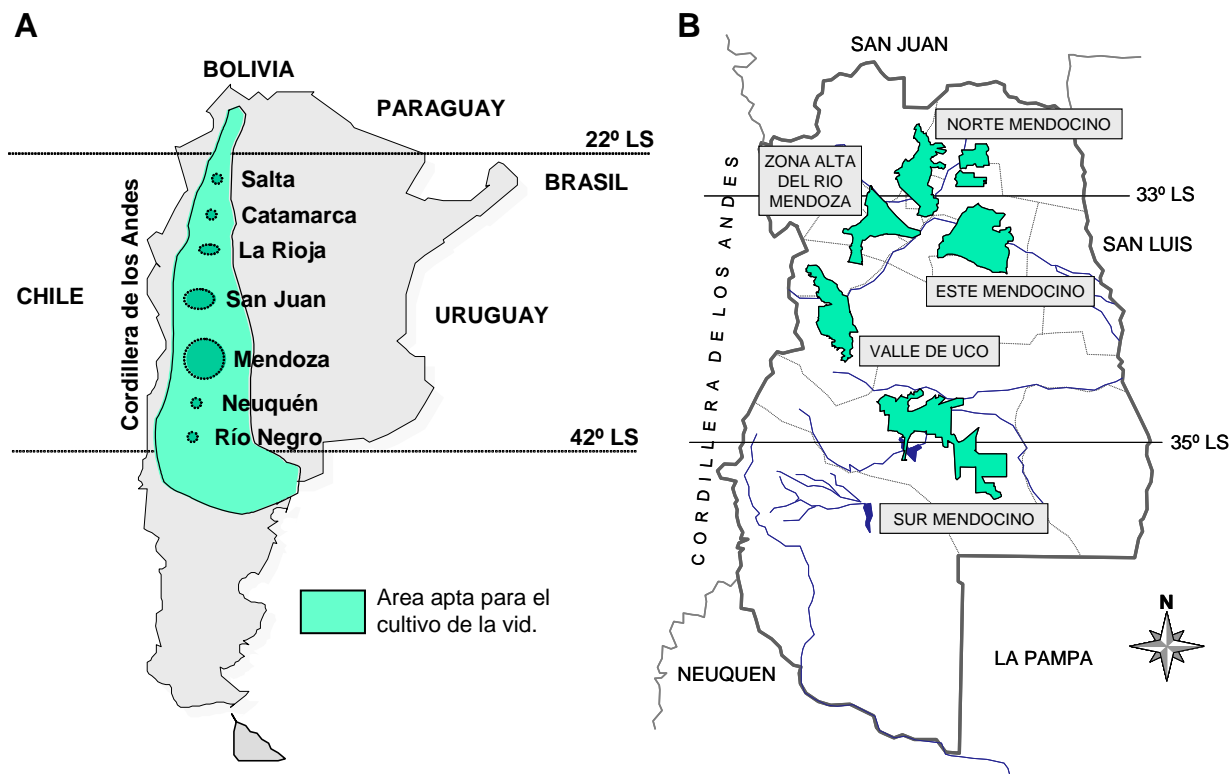 A
BOLIVIA
PARAGUAY
22º LS
Salta
BRASIL
Catamarca
La Rioja
CHILE
Cordillera de los Andes
San Juan
URUGUAY
Mendoza
Neuquén
Río Negro
42º LS
Area apta para el
cultivo de la vid.
B
SAN JUAN
NORTE MENDOCINO
ZONA ALTA
DEL RIO
MENDOZA
33º LS
SAN LUIS
ESTE MENDOCINO
CORDILLERA DE LOS ANDES
VALLE DE UCO
35º LS
SUR MENDOCINO
N
LA PAMPA
NEUQUEN